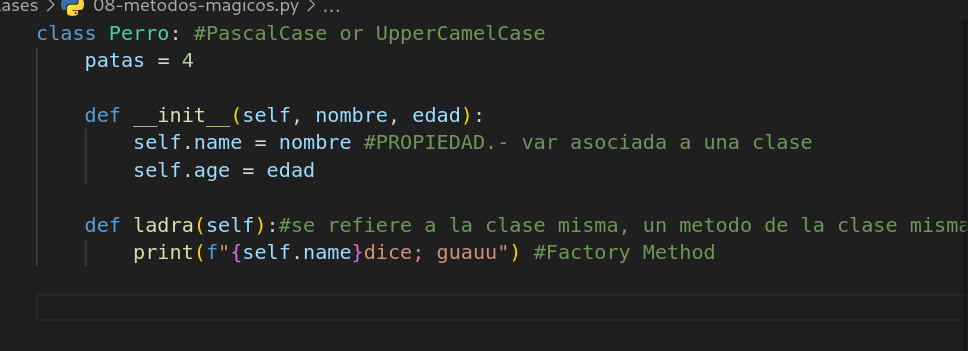 ases > 08-metodos-magicos.py > ...
class Perro: #PascalCase or UpperCamelCase
    patas = 4
    def __init__(self, nombre, edad):
        self.name = nombre #PROPIEDAD.- var asociada a una clase
        self.age = edad
    def ladra(self):#se refiere a la clase misma, un metodo de la clase misma
        print(f"{self.name}dice; guauu") #Factory Method